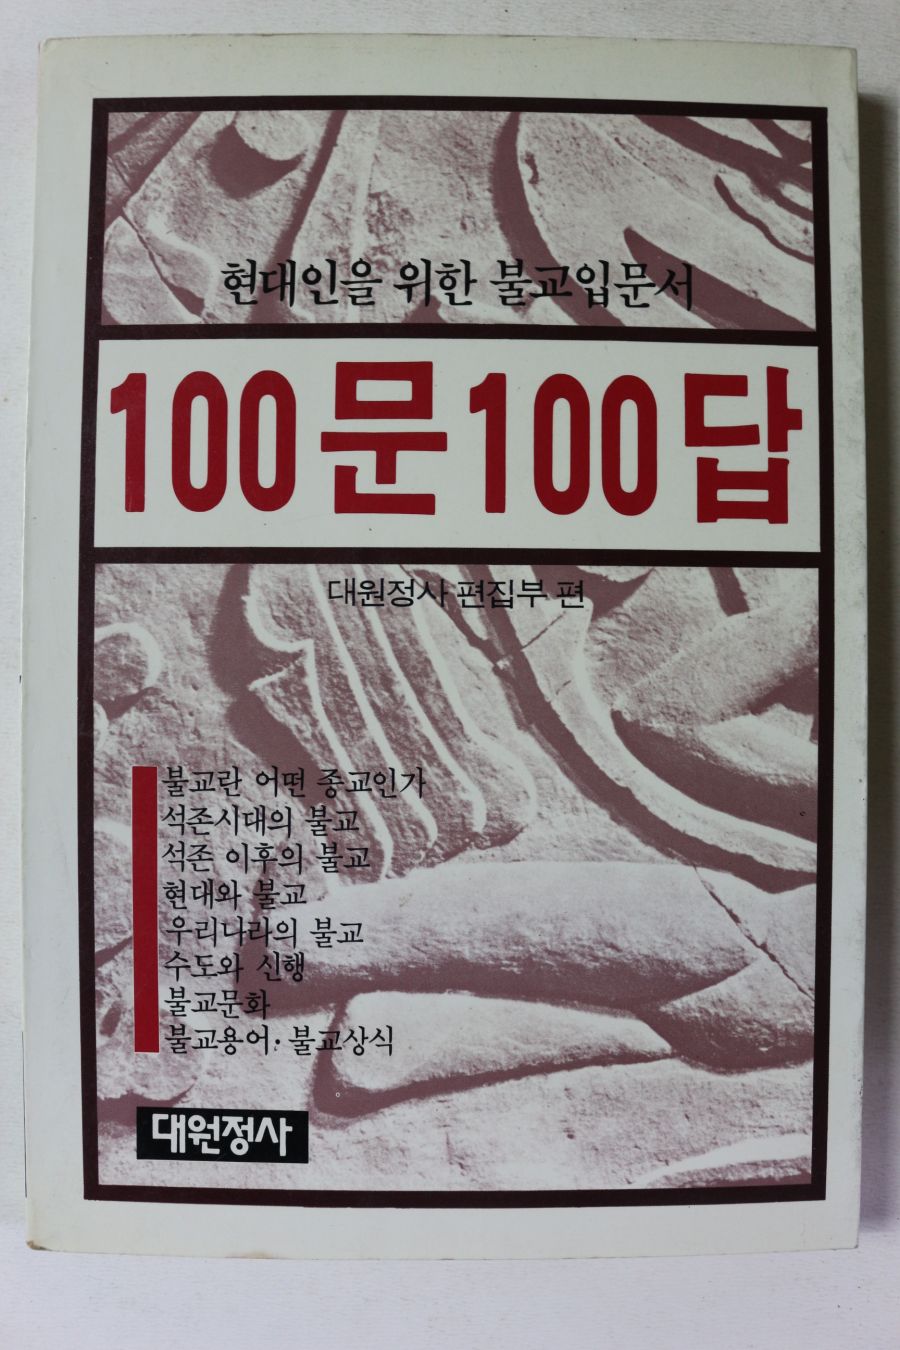 현대인을 위한 불교입문서
100문100답
대원정사 편집부 편
불교란 어떤 종교인가
석존시대의 불교
석존 이후의 불교
현대와 불교
우리나라의 불교
수도와 신행
불교문화
불교용어·불교상식
대원정사